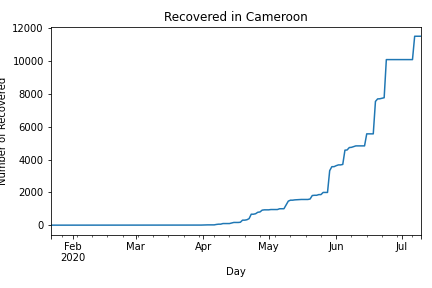 Recovered in Cameroon
Number of Recovered
12000
10000
8000
6000
4000
2000
0
Feb
2020
Mar
Apr
May
Jun
Jul
Day